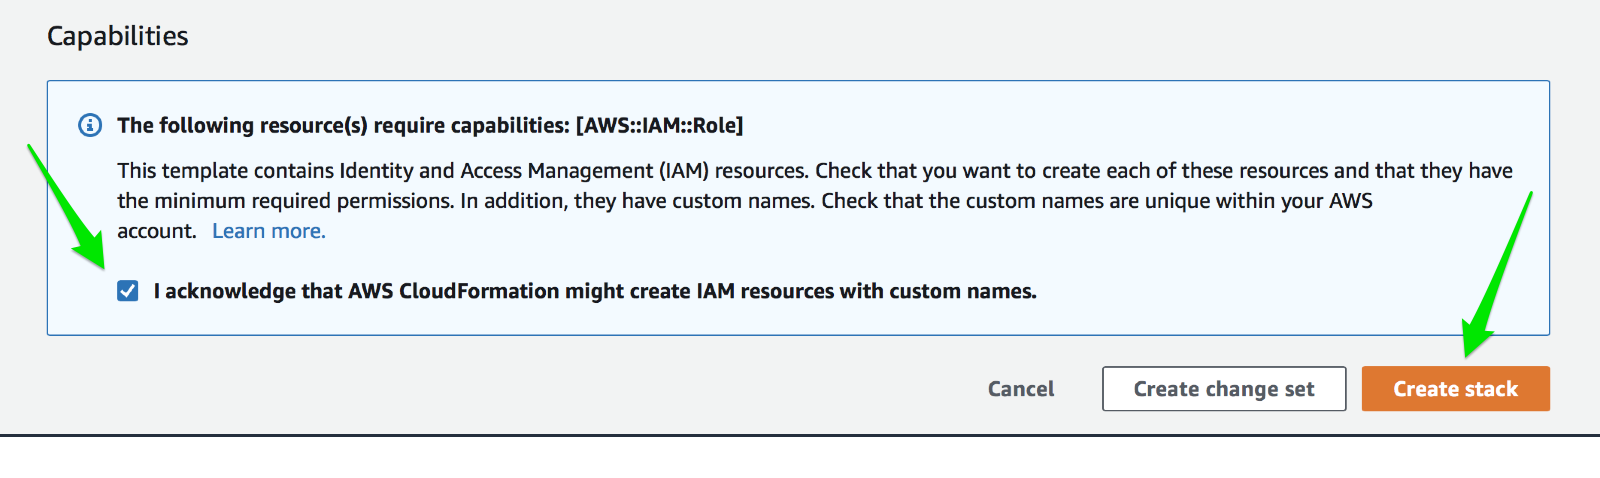 Capabilities
The following resource(s) require capabilities: [AWS::IAM::Role]
This template contains Identity and Access Management (IAM) resources. Check that you want to create each of these resources and that they have
the minimum required permissions. In addition, they have custom names. Check that the custom names are unique within your AWS
account. Learn more.
I acknowledge that AWS CloudFormation might create IAM resources with custom names.
Cancel Create change set Create stack